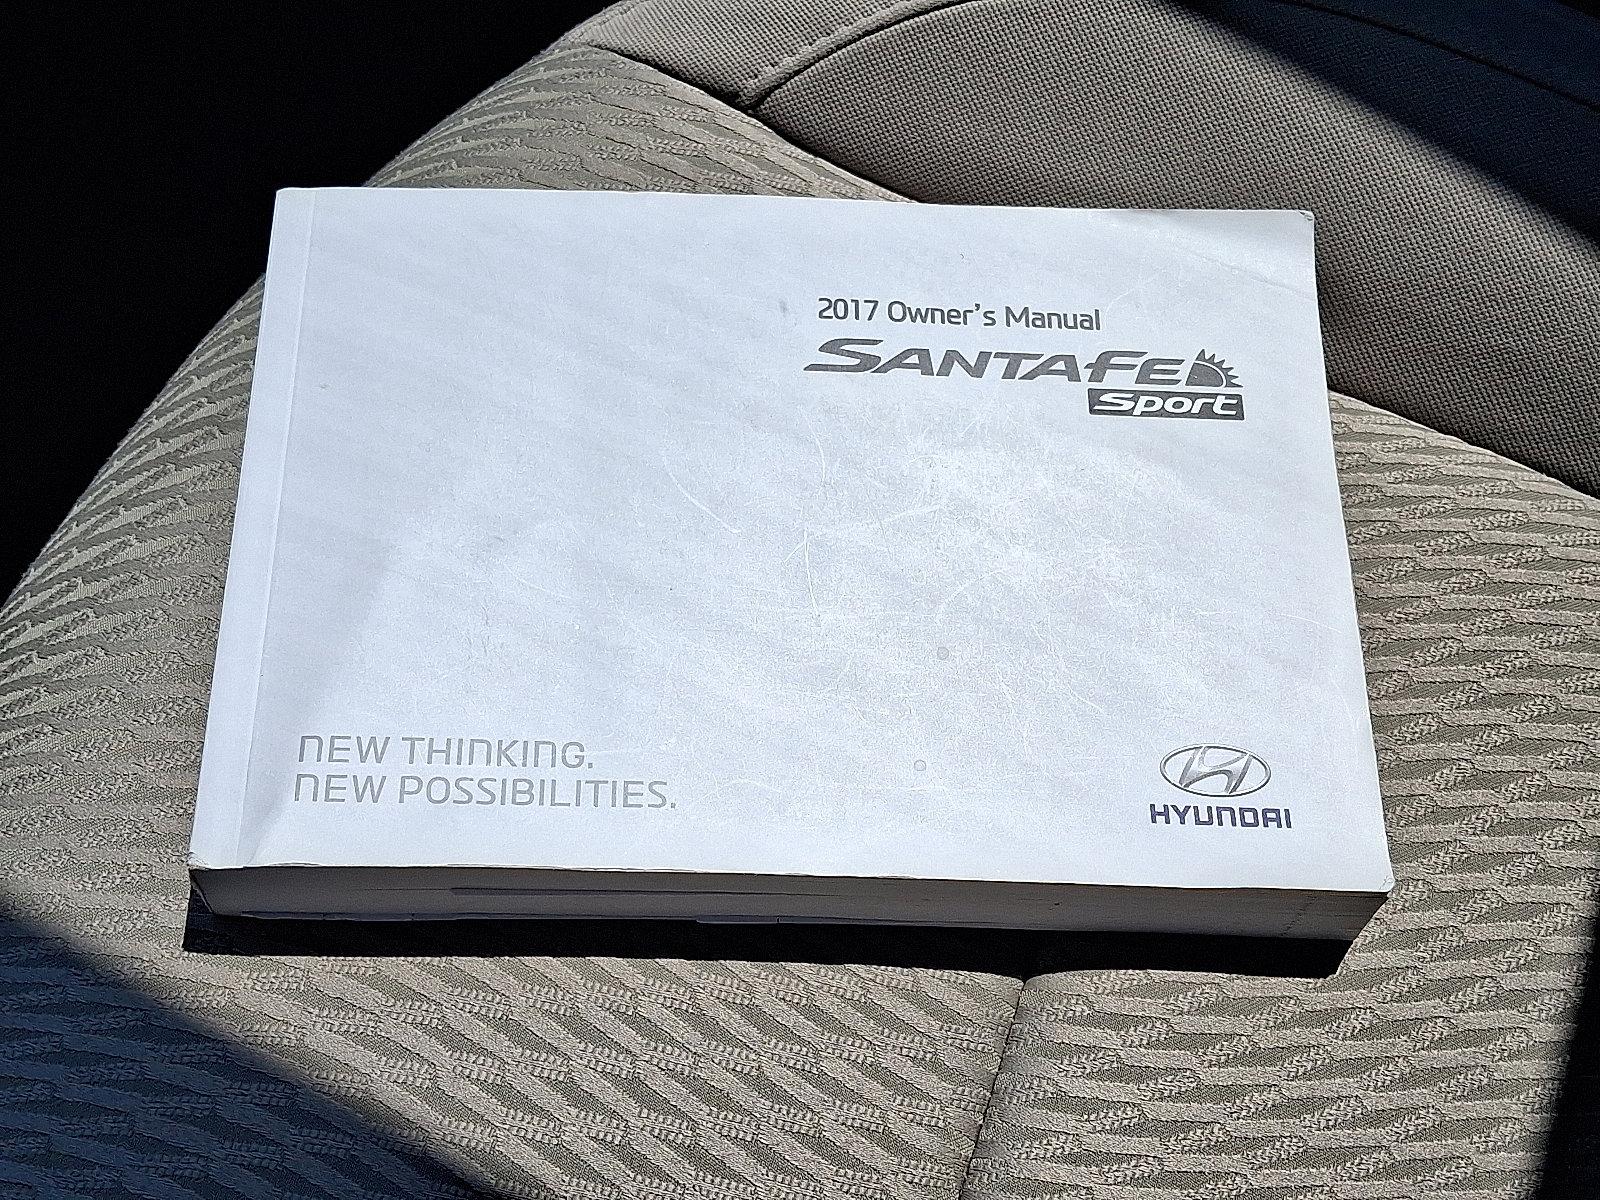 2017 Owner's Manual
SANTAFE
Sport
NEW THINKING.
NEW POSSIBILITIES.
HYUNDAI